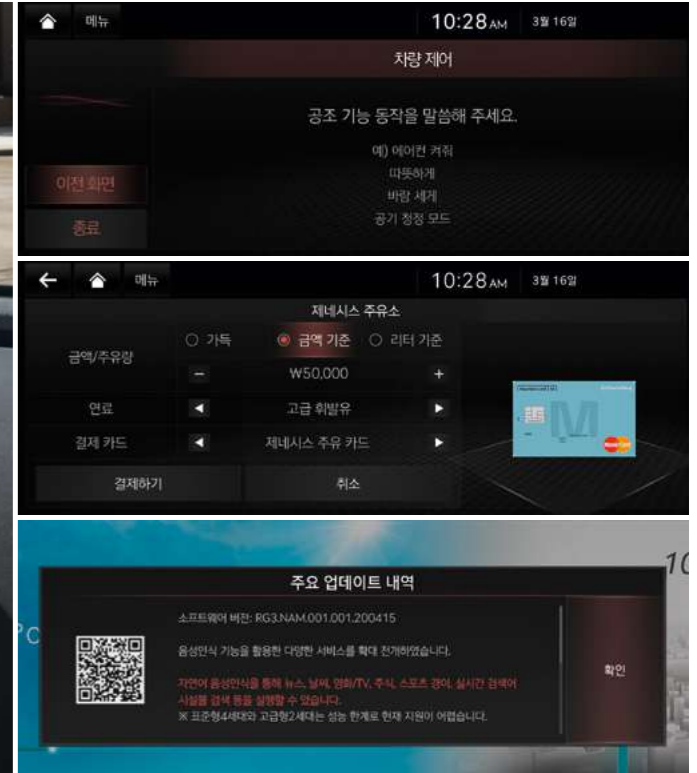 메뉴
10:28 AM 3월 16일
차량 제어
공조 기능 동작을 말씀해 주세요.
예) 에어컨 켜줘
따뜻하게
바람 세게
공기 청정 모드
이전 화면
종료
메뉴
10:28 AM 3월 16일
제네시스 주유소
금액/주유량
가득 금액 기준 리터 기준
- ₩50,000 +
연료 ◀ 고급 휘발유 ▶
결제 카드 ◀ 제네시스 주유 카드 ▶
결제하기 취소
MasterCard
10
°C
주요 업데이트 내역
소프트웨어 버전: RG3.NAM.001.001.200415
음성인식 기능을 활용한 다양한 서비스를 확대 전개하였습니다.
자연어 음성인식을 통해 뉴스, 날씨, 영화/TV, 주식, 스포츠 경기, 실시간 검색어
시설물 검색 등을 실행할 수 있습니다.
※ 표준형4세대와 고급형2세대는 성능 한계로 현재 지원이 어렵습니다.
확인